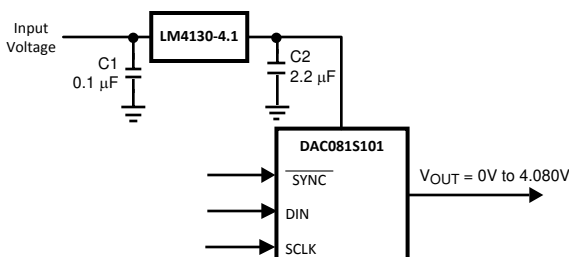 Input
Voltage
LM4130-4.1
C1
0.1 μF
C2
2.2 μF
DAC081S101
SYNC
DIN
SCLK
VOUT = 0V to 4.080V